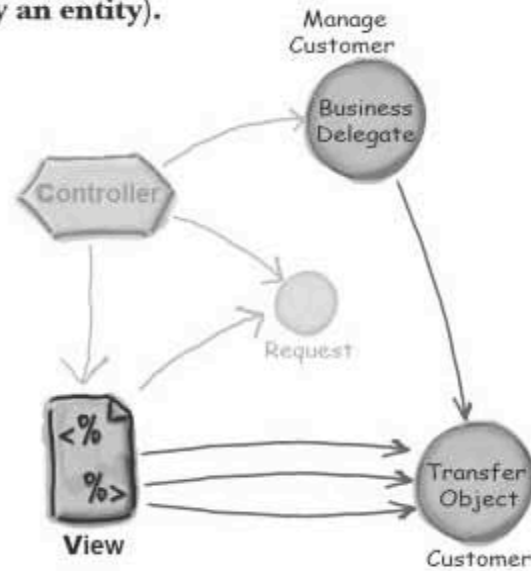 y an entity).
Manage
Customer
Business
Delegate
Controller
Request
<%
%>
View
Transfer
Object
Customer